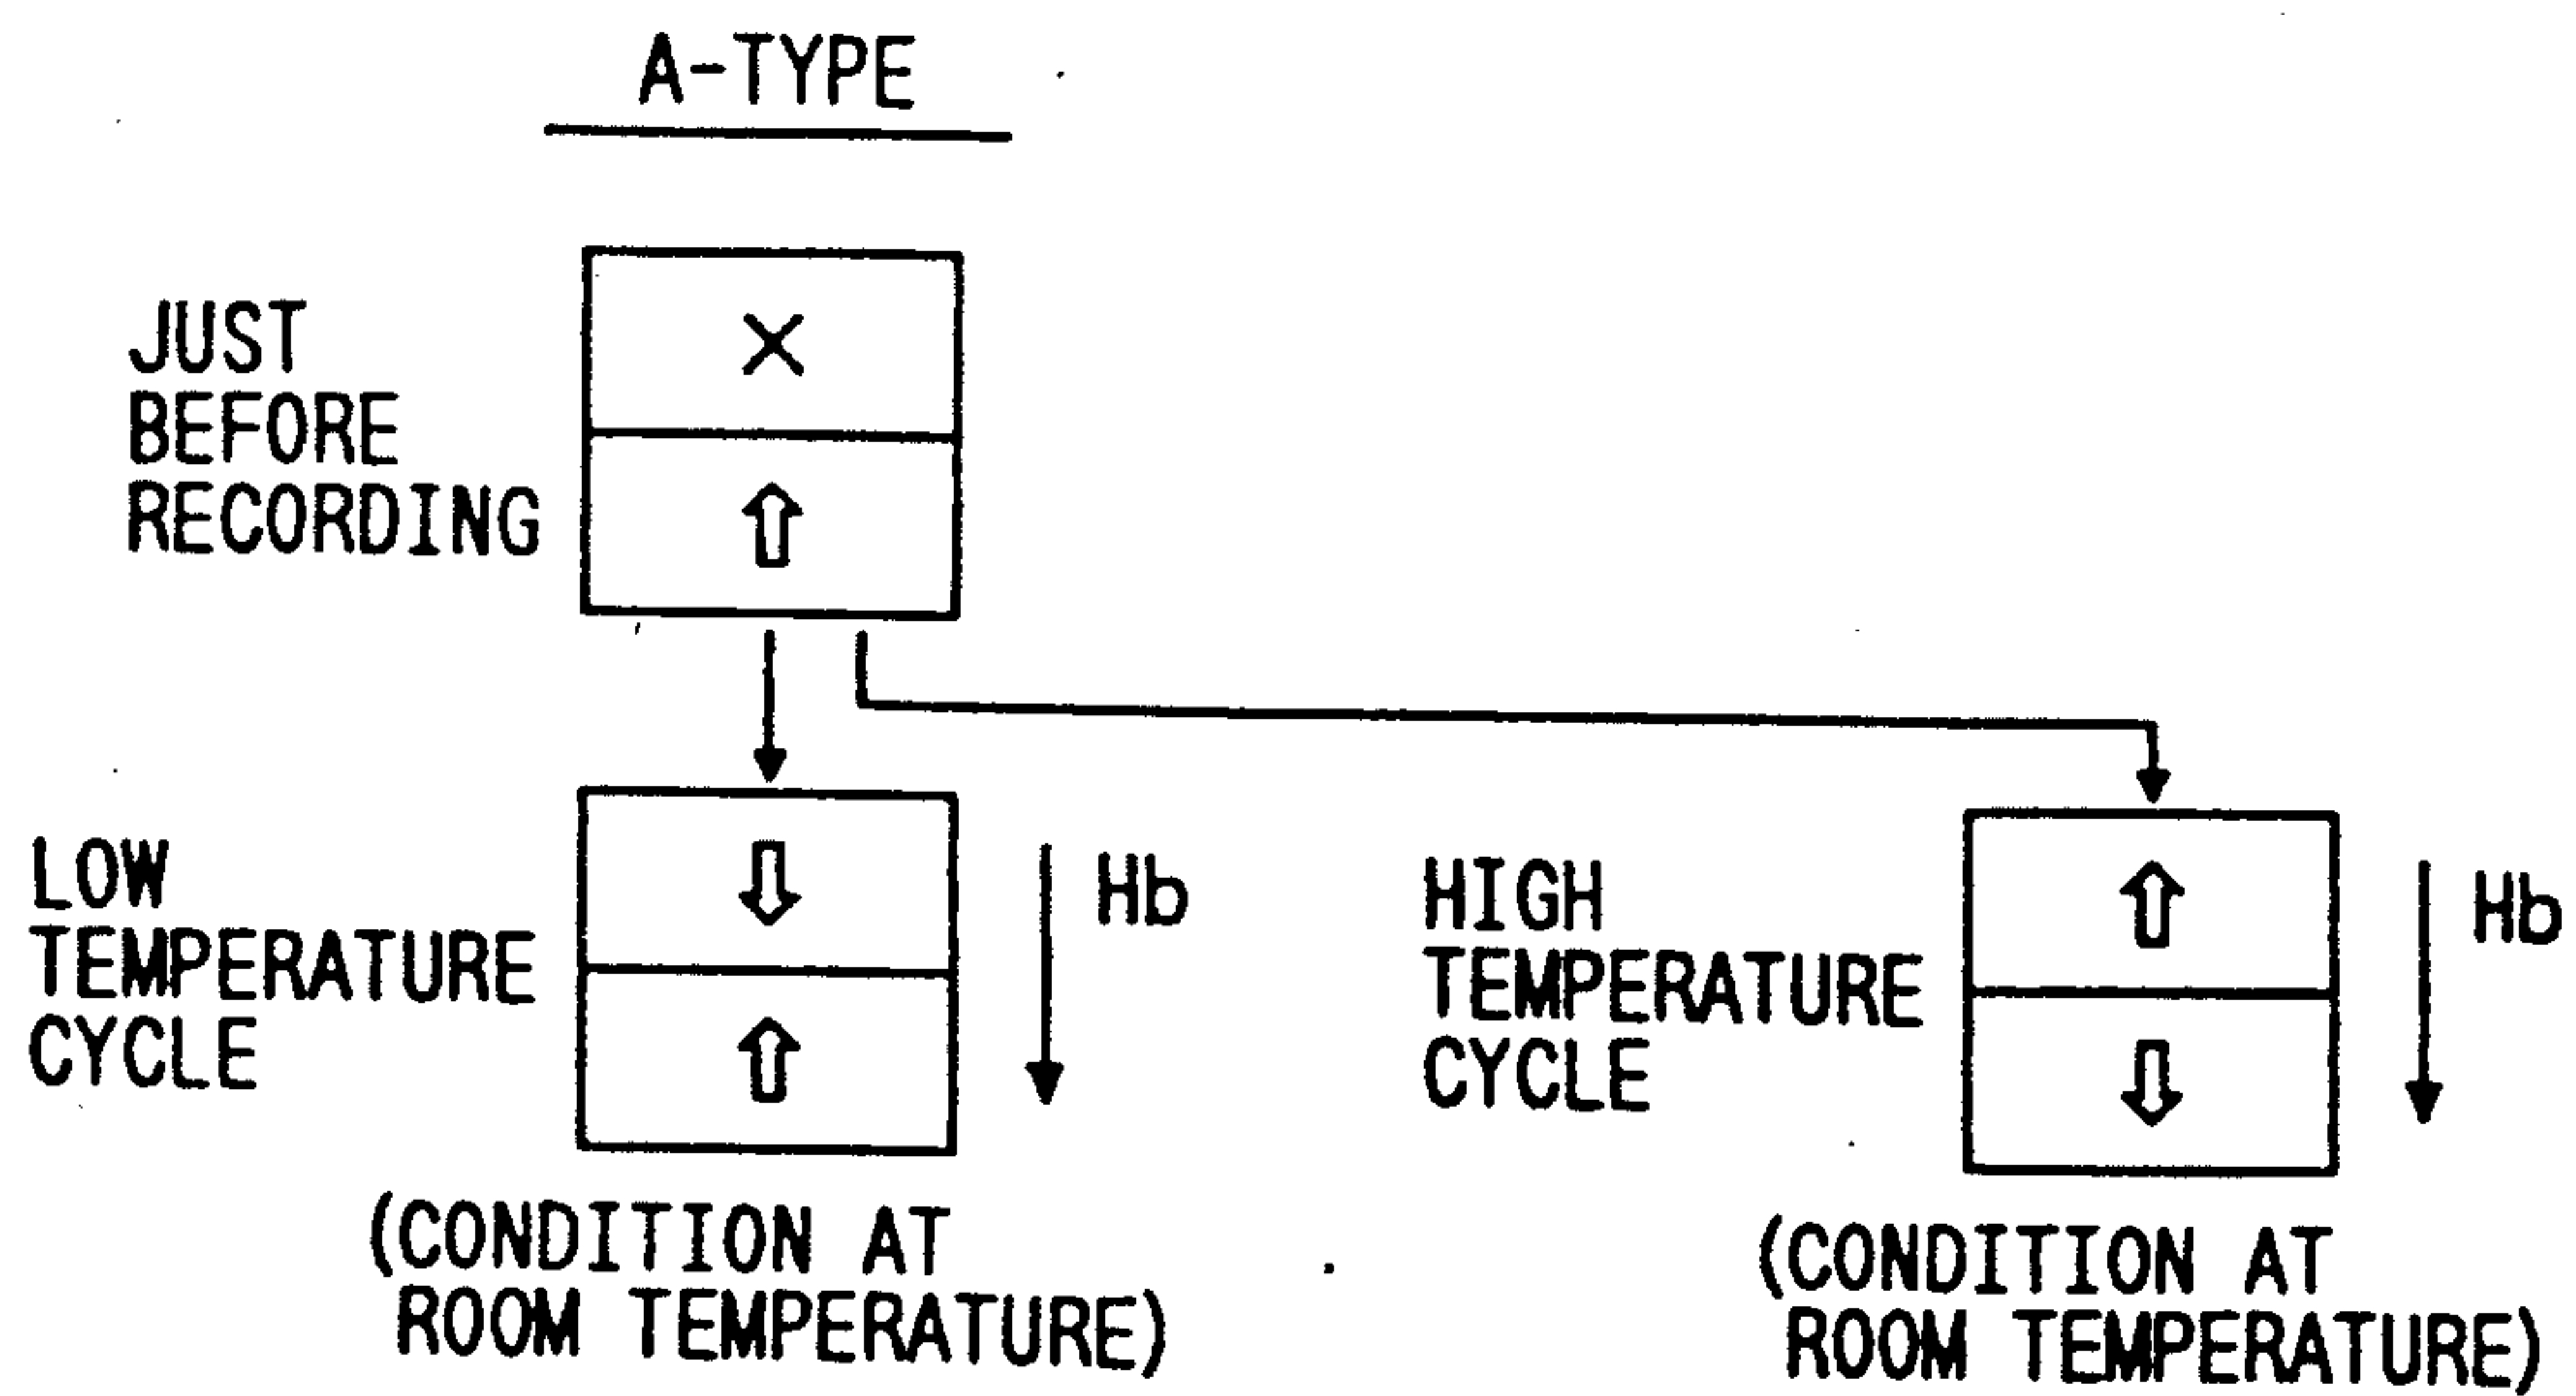 A-TYPE
JUST
BEFORE
RECORDING
LOW
TEMPERATURE
CYCLE
Hb
(CONDITION AT
ROOM TEMPERATURE)
HIGH
TEMPERATURE
CYCLE
Hb
(CONDITION AT
ROOM TEMPERATURE)